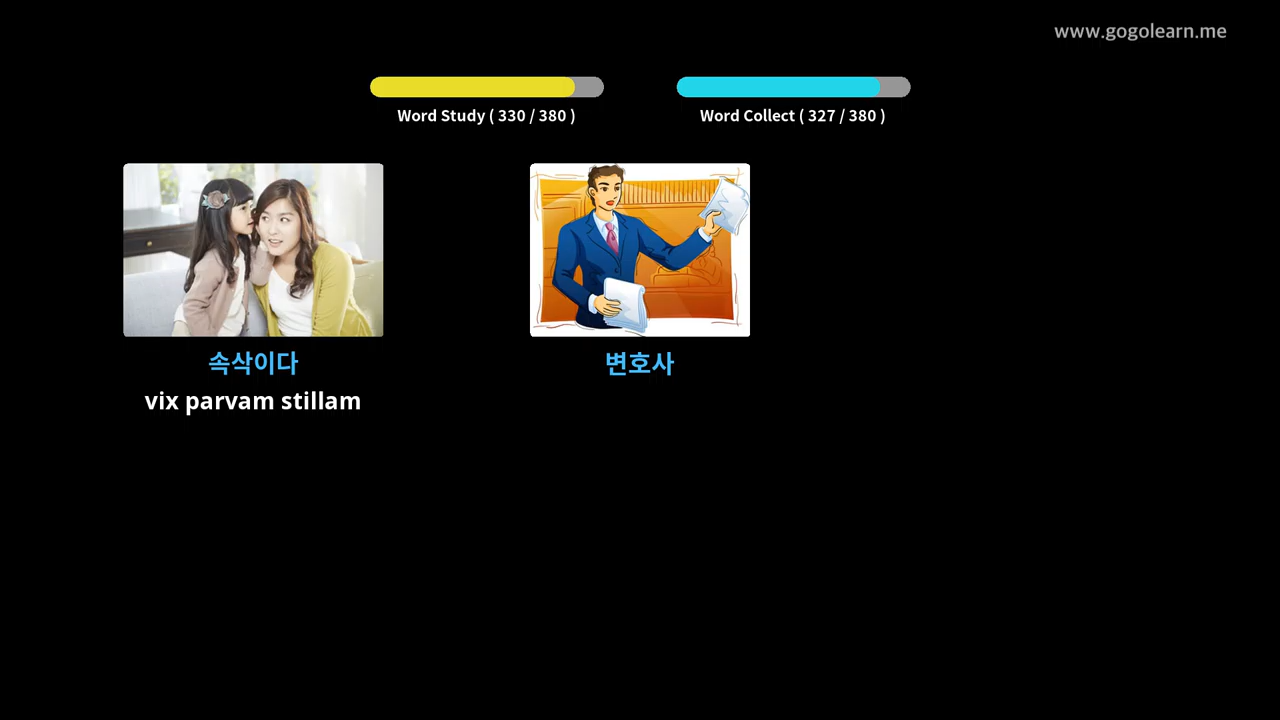 www.gogolearn.me
Word Study ( 330 / 380 )
Word Collect ( 327 / 380 )
속삭이다
변호사
vix parvam stillam